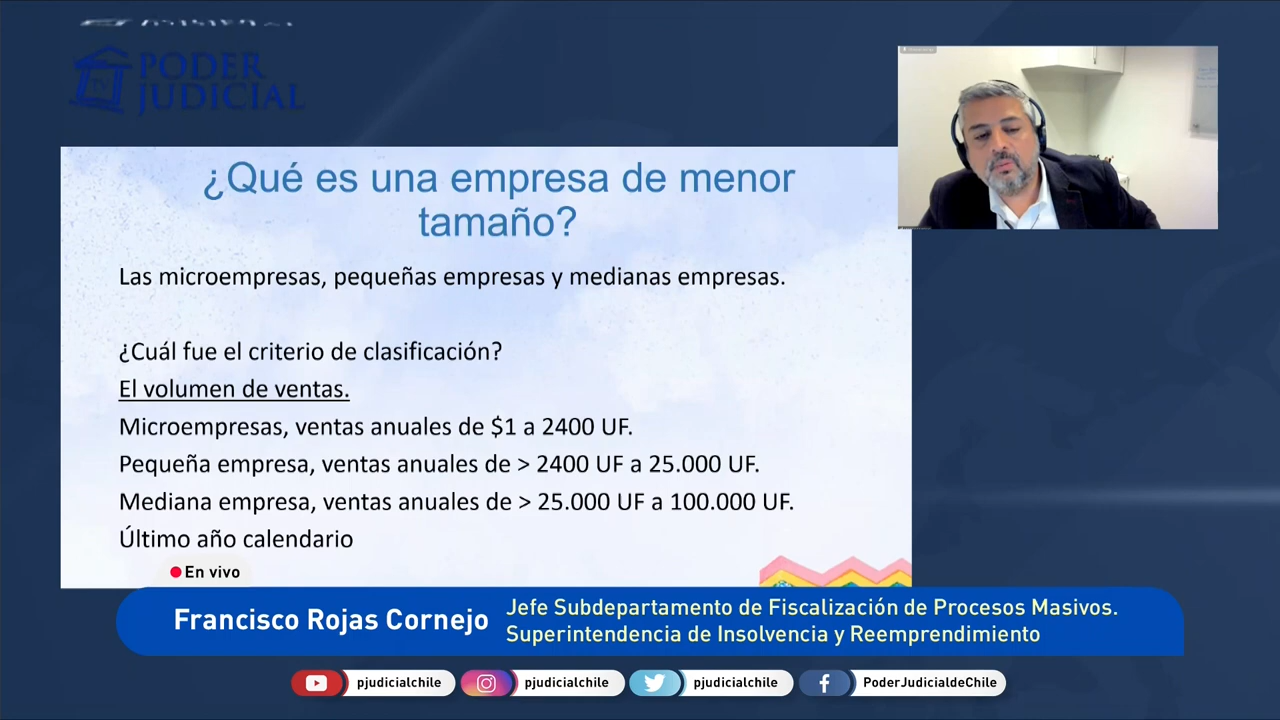 PODER
JUDICIAL
¿Qué es una empresa de menor
tamaño?
Las microempresas, pequeñas empresas y medianas empresas.
¿Cuál fue el criterio de clasificación?
El volumen de ventas.
Microempresas, ventas anuales de $1 a 2400 UF.
Pequeña empresa, ventas anuales de > 2400 UF a 25.000 UF.
Mediana empresa, ventas anuales de > 25.000 UF a 100.000 UF.
Último año calendario
En vivo
Francisco Rojas Cornejo
Jefe Subdepartamento de Fiscalización de Procesos Masivos.
Superintendencia de Insolvencia y Reemprendimiento
pjudicialchile
pjudicialchile
pjudicialchile
PoderJudicialdeChile